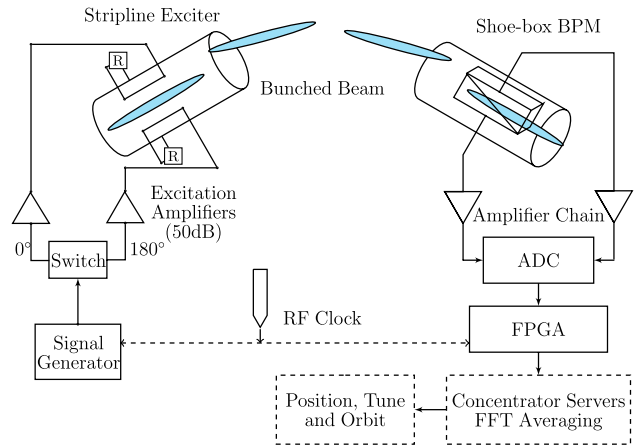 Stripline Exciter
R
Bunched Beam
R
Excitation
Amplifiers
(50dB)
0°
180°
Switch
Signal
Generator
RF Clock
Shoe-box BPM
Amplifier Chain
ADC
FPGA
Concentrator Servers
FFT Averaging
Position, Tune
and Orbit